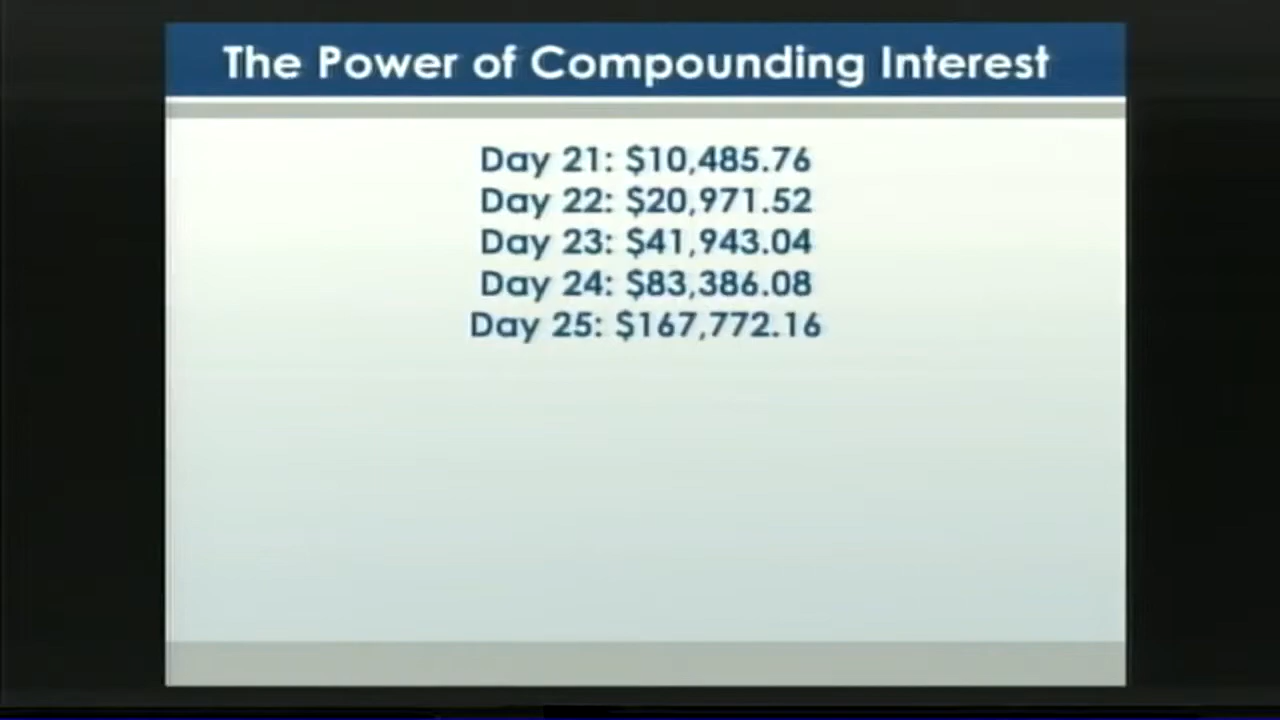 The Power of Compounding Interest
Day 21: $10,485.76
Day 22: $20,971.52
Day 23: $41,943.04
Day 24: $83,386.08
Day 25: $167,772.16